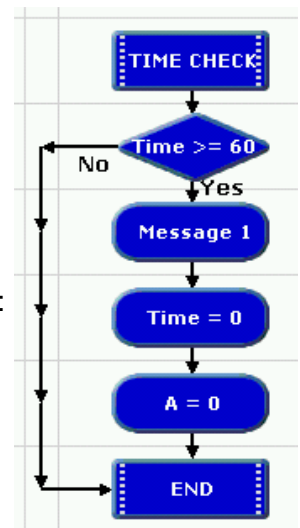 TIME CHECK
Time >= 60
No
Yes
Message 1
:
Time = 0
A = 0
END